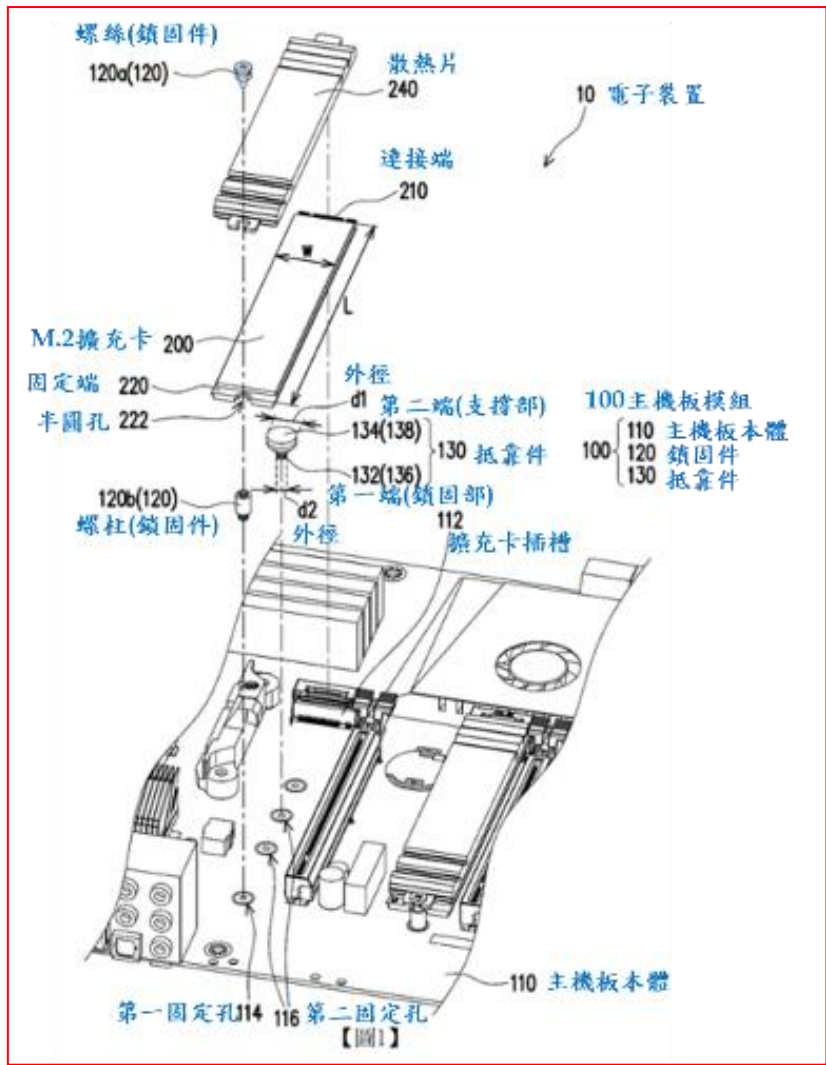 螺絲(鎖固件)
120a(120)
散熱片
240
10 電子裝置
連接端
210
W
L
M.2擴充卡 200
固定端 220
半圓孔 222
外徑
d1
第二端(支撐部)
134(138)
132(136)
130 抵靠件
第一端(鎖固部)
d2
外徑
120b(120)
螺柱(鎖固件)
100主機板模組
100
110 主機板本體
120 鎖固件
130 抵靠件
112
擴充卡插槽
110 主機板本體
第一固定孔114
116 第二固定孔
【圖1】